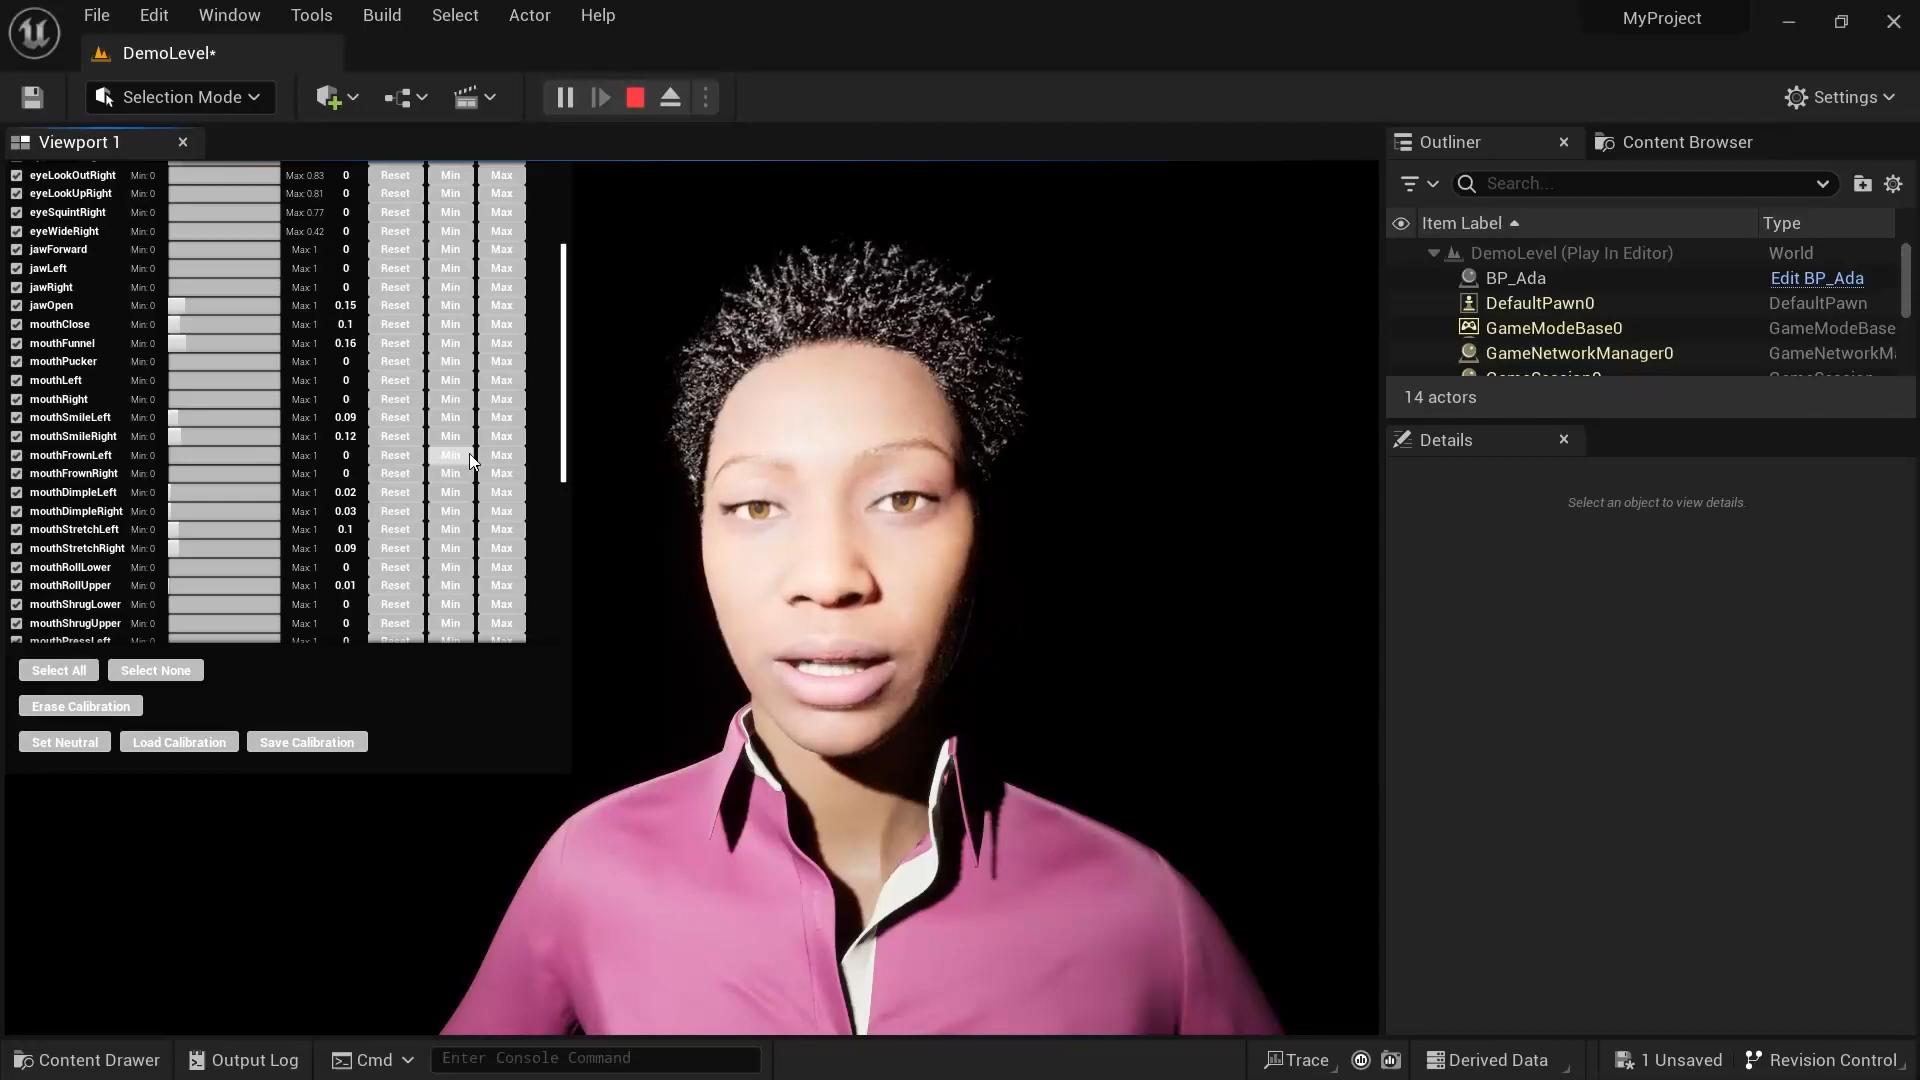 File Edit Window Tools Build Select Actor Help MyProject
DemoLevel*
Selection Mode Settings
Viewport 1 Outliner Content Browser
eyeLookOutRight Min: 0 Max: 0.83 0 Reset Min Max
eyeLookUpRight Min: 0 Max: 0.81 0 Reset Min Max
eyeSquintRight Min: 0 Max: 0.77 0 Reset Min Max
eyeWideRight Min: 0 Max: 0.42 0 Reset Min Max
jawForward Min: 0 Max: 1 0 Reset Min Max
jawLeft Min: 0 Max: 1 0 Reset Min Max
jawRight Min: 0 Max: 1 0 Reset Min Max
jawOpen Min: 0 Max: 1 0.15 Reset Min Max
mouthClose Min: 0 Max: 1 0.1 Reset Min Max
mouthFunnel Min: 0 Max: 1 0.16 Reset Min Max
mouthPucker Min: 0 Max: 1 0 Reset Min Max
mouthLeft Min: 0 Max: 1 0 Reset Min Max
mouthRight Min: 0 Max: 1 0 Reset Min Max
mouthSmileLeft Min: 0 Max: 1 0.09 Reset Min Max
mouthSmileRight Min: 0 Max: 1 0.12 Reset Min Max
mouthFrownLeft Min: 0 Max: 1 0 Reset Min Max
mouthFrownRight Min: 0 Max: 1 0 Reset Min Max
mouthDimpleLeft Min: 0 Max: 1 0.02 Reset Min Max
mouthDimpleRight Min: 0 Max: 1 0.03 Reset Min Max
mouthStretchLeft Min: 0 Max: 1 0.1 Reset Min Max
mouthStretchRight Min: 0 Max: 1 0.09 Reset Min Max
mouthRollLower Min: 0 Max: 1 0 Reset Min Max
mouthRollUpper Min: 0 Max: 1 0.01 Reset Min Max
mouthShrugLower Min: 0 Max: 1 0 Reset Min Max
mouthShrugUpper Min: 0 Max: 1 0 Reset Min Max
mouthPressLeft Min: 0 Max: 1 0 Reset Min Max
Select All Select None
Erase Calibration
Set Neutral Load Calibration Save Calibration
Search...
Item Label Type
DemoLevel (Play In Editor) World
BP_Ada Edit BP_Ada
DefaultPawn0 DefaultPawn
GameModeBase0 GameModeBase
GameNetworkManager0 GameNetworkM
14 actors
Details
Select an object to view details.
Content Drawer Output Log Cmd Enter Console Command Trace Derived Data 1 Unsaved Revision Control